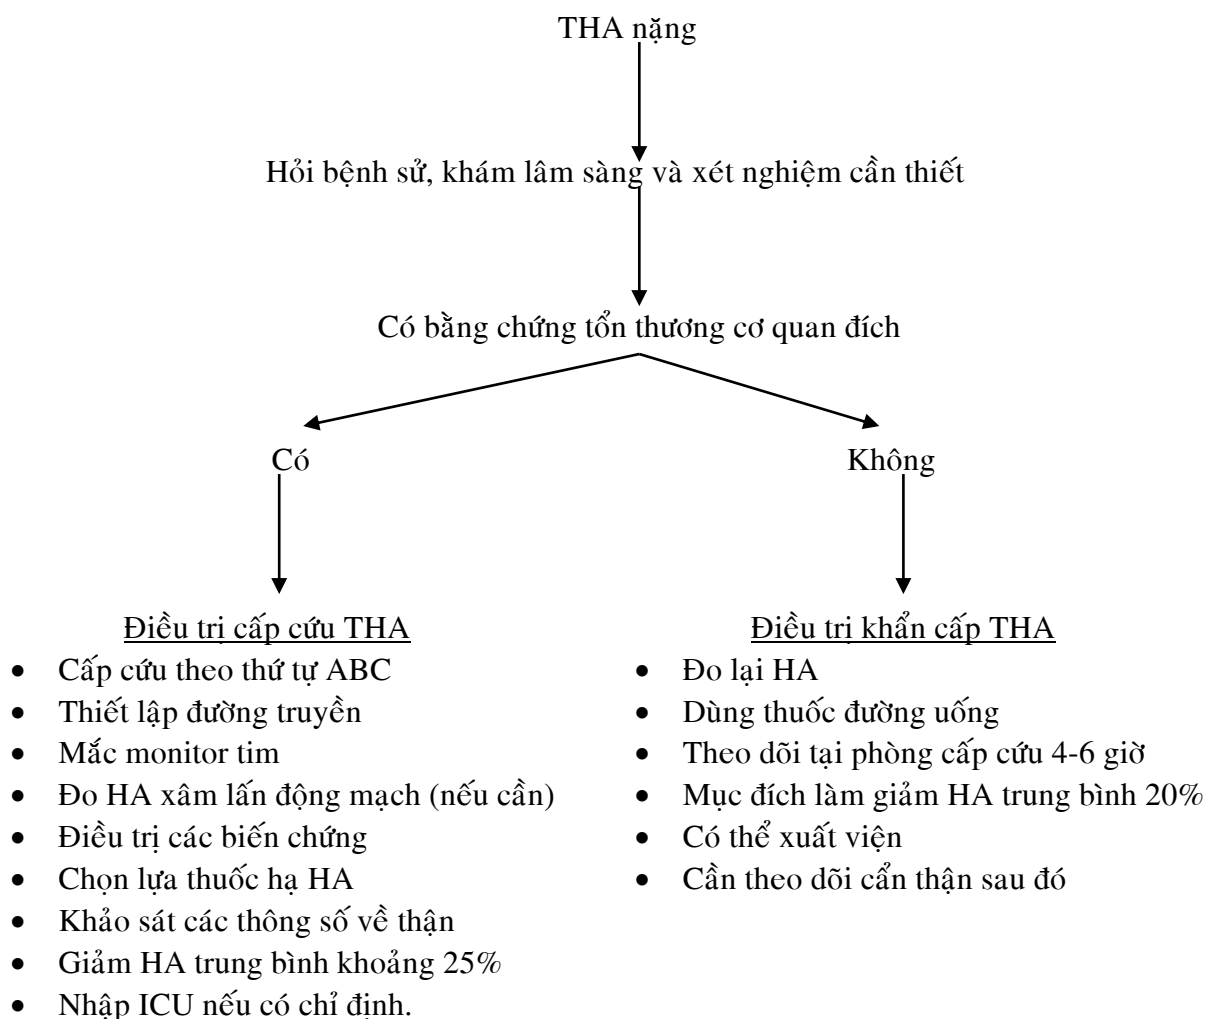 THA nặng
Hỏi bệnh sử, khám lâm sàng và xét nghiệm cần thiết
Có bằng chứng tổn thương cơ quan đích
Có
Không
Điều trị cấp cứu THA
• Cấp cứu theo thứ tự ABC
• Thiết lập đường truyền
• Mắc monitor tim
• Đo HA xâm lấn động mạch (nếu cần)
• Điều trị các biến chứng
• Chọn lựa thuốc hạ HA
• Khảo sát các thông số về thận
• Giảm HA trung bình khoảng 25%
• Nhập ICU nếu có chỉ định.
Điều trị khẩn cấp THA
• Đo lại HA
• Dùng thuốc đường uống
• Theo dõi tại phòng cấp cứu 4-6 giờ
• Mục đích làm giảm HA trung bình 20%
• Có thể xuất viện
• Cần theo dõi cẩn thận sau đó